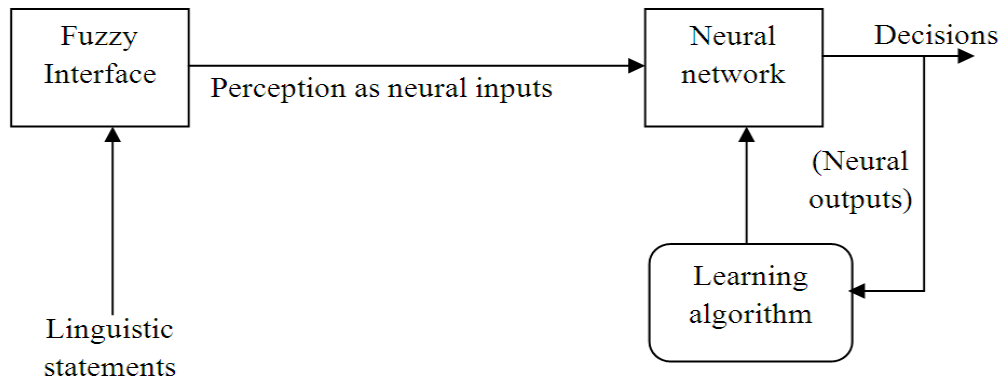 Fuzzy
Interface
Perception as neural inputs
Neural
network
Decisions
(Neural
outputs)
Learning
algorithm
Linguistic
statements